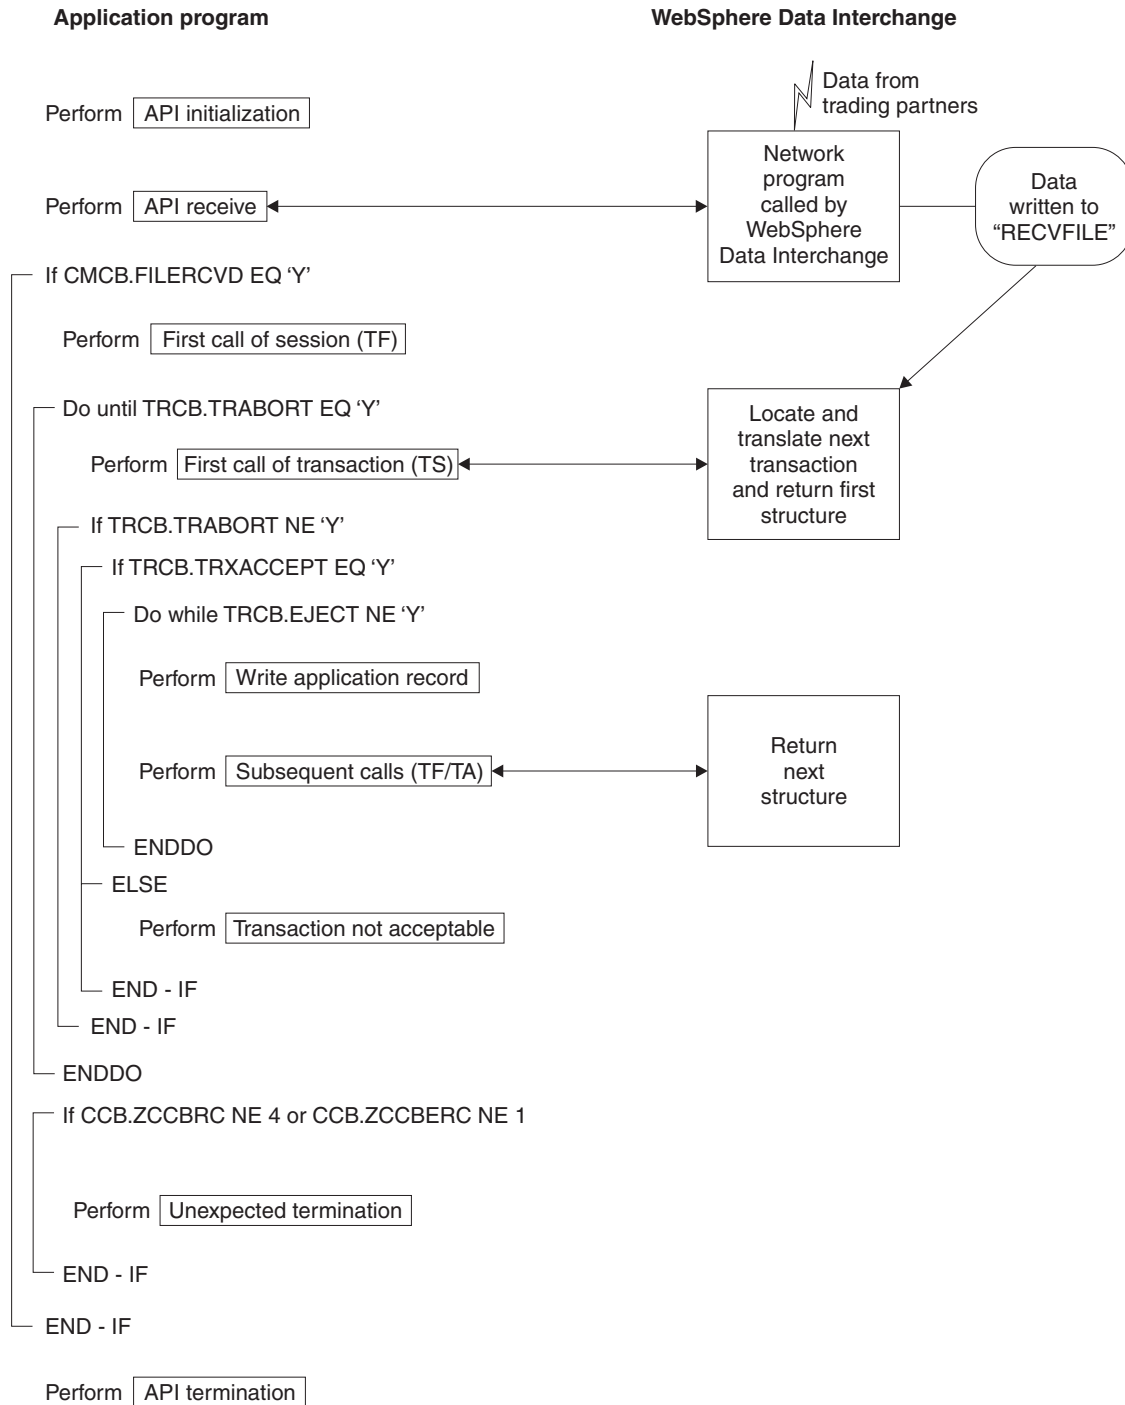 Application program
WebSphere Data Interchange
Data from
trading partners
Perform API initialization
Network
program
called by
WebSphere
Data Interchange
Data
written to
“RECVFILE”
Perform API receive
If CMCB.FILERCVD EQ ‘Y’
Perform First call of session (TF)
Do until TRCB.TRABORT EQ ‘Y’
Locate and
translate next
transaction
and return first
structure
Perform First call of transaction (TS)
If TRCB.TRABORT NE ‘Y’
If TRCB.TRXACCEPT EQ ‘Y’
Do while TRCB.EJECT NE ‘Y’
Perform Write application record
Perform Subsequent calls (TF/TA)
Return
next
structure
ENDDO
ELSE
Perform Transaction not acceptable
END - IF
END - IF
ENDDO
If CCB.ZCCBRC NE 4 or CCB.ZCCBERC NE 1
Perform Unexpected termination
END - IF
END - IF
Perform API termination